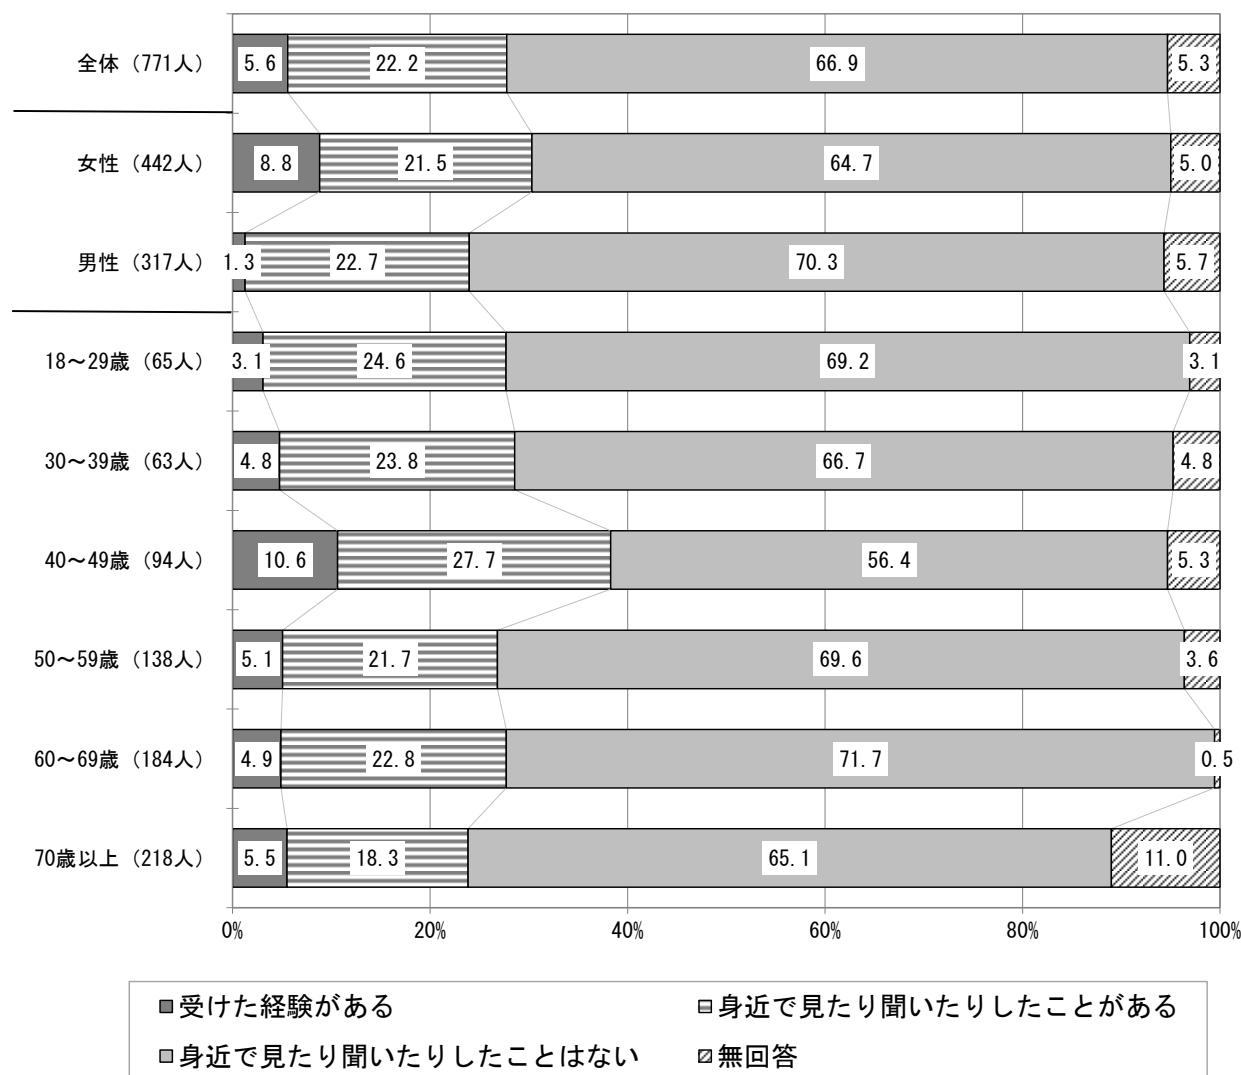 全体（771人） 5.6 22.2 66.9 5.3
女性（442人） 8.8 21.5 64.7 5.0
男性（317人） 1.3 22.7 70.3 5.7
18～29歳（65人） 3.1 24.6 69.2 3.1
30～39歳（63人） 4.8 23.8 66.7 4.8
40～49歳（94人） 10.6 27.7 56.4 5.3
50～59歳（138人） 5.1 21.7 69.6 3.6
60～69歳（184人） 4.9 22.8 71.7 0.5
70歳以上（218人） 5.5 18.3 65.1 11.0
0% 20% 40% 60% 80% 100%
受けた経験がある 身近で見たり聞いたりしたことがある
身近で見たり聞いたりしたことはない 無回答